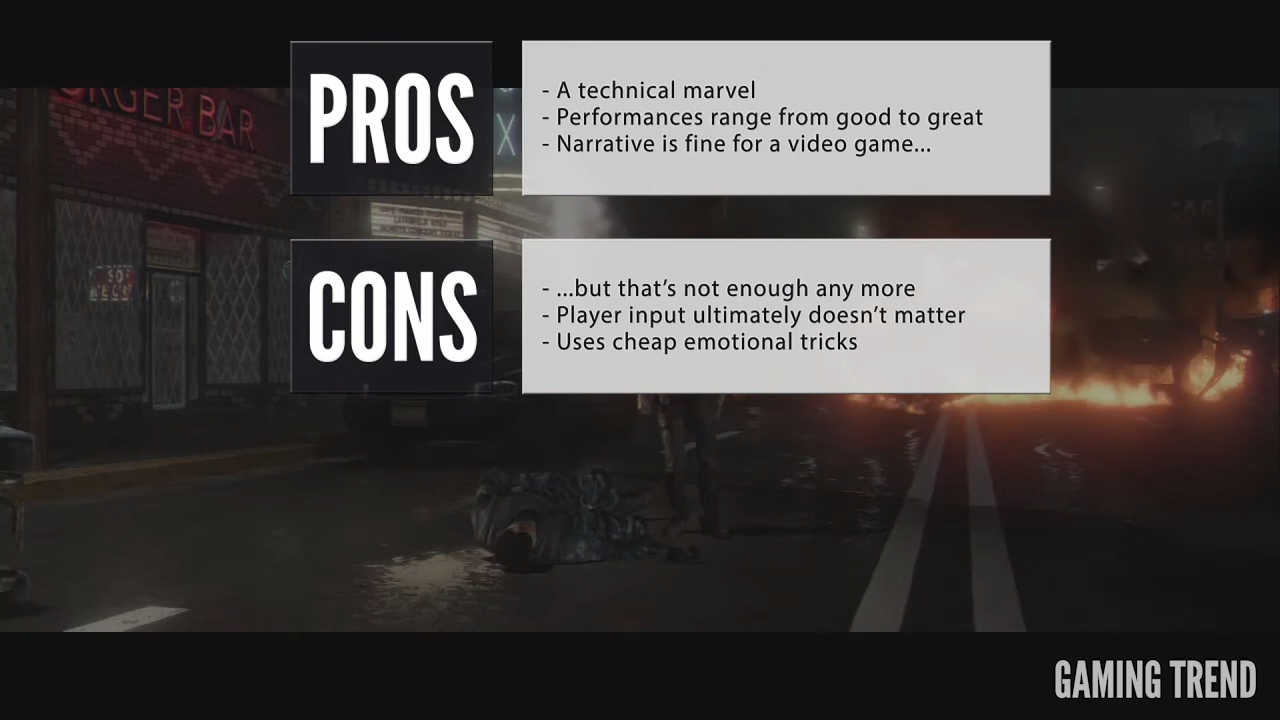 PROS
- A technical marvel
- Performances range from good to great
- Narrative is fine for a video game...
CONS
- ...but that's not enough any more
- Player input ultimately doesn't matter
- Uses cheap emotional tricks
BAR
GAMING TREND